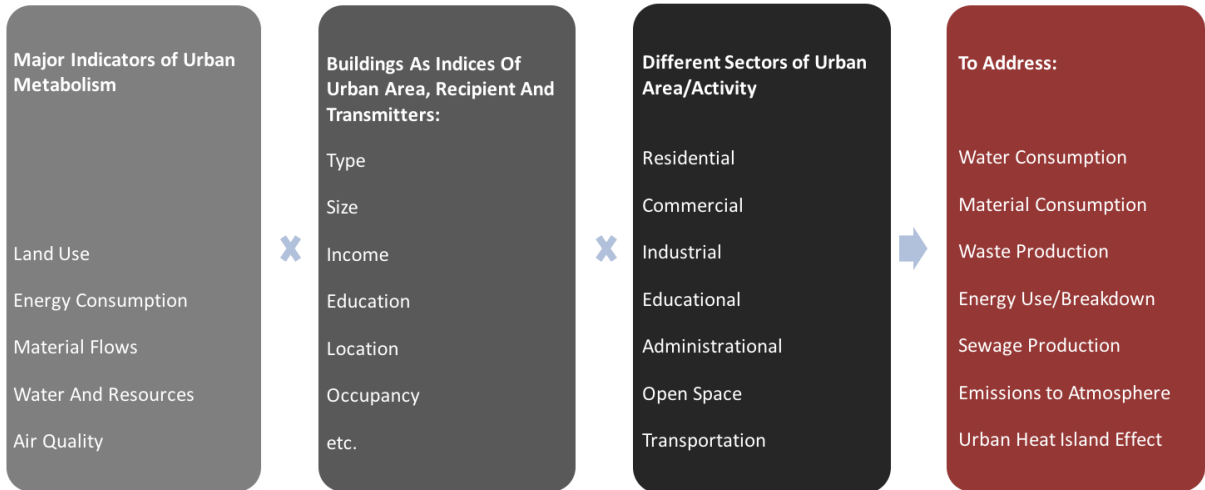 Major Indicators of Urban
Metabolism
Land Use
Energy Consumption
Material Flows
Water And Resources
Air Quality
Buildings As Indices Of
Urban Area, Recipient And
Transmitters:
Type
Size
Income
Education
Location
Occupancy
etc.
Different Sectors of Urban
Area/Activity
Residential
Commercial
Industrial
Educational
Administrational
Open Space
Transportation
To Address:
Water Consumption
Material Consumption
Waste Production
Energy Use/Breakdown
Sewage Production
Emissions to Atmosphere
Urban Heat Island Effect